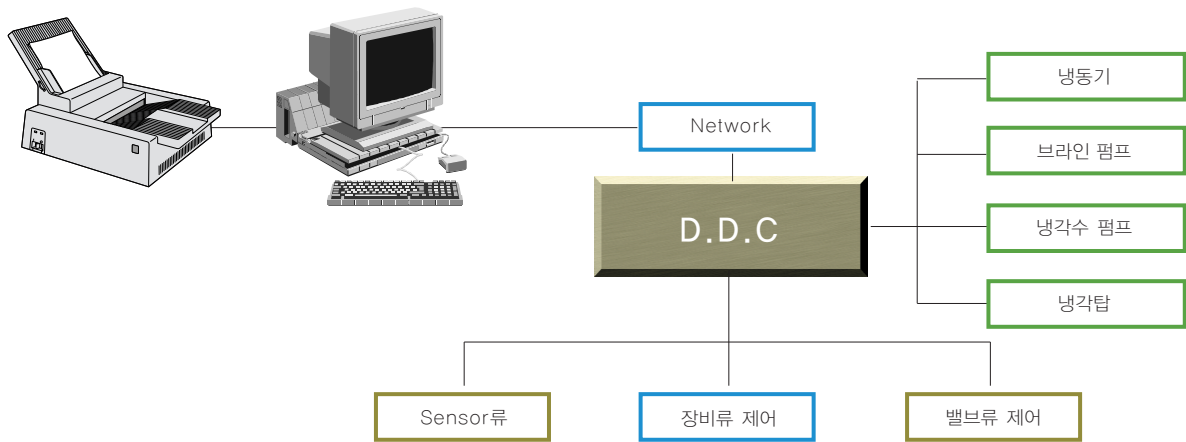 냉동기
Network
브라인 펌프
D.D.C
냉각수 펌프
냉각탑
Sensor류
장비류 제어
밸브류 제어